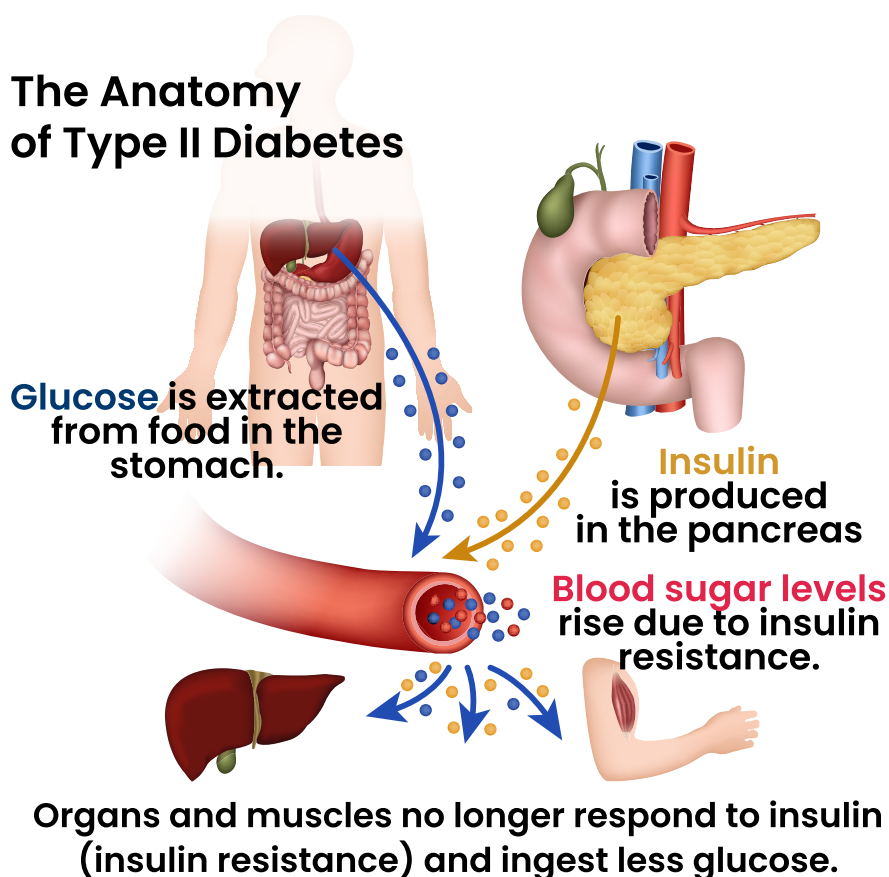 The Anatomy
of Type II Diabetes
Glucose is extracted
from food in the
stomach.
Insulin
is produced
in the pancreas
Blood sugar levels
rise due to insulin
resistance.
Organs and muscles no longer respond to insulin
(insulin resistance) and ingest less glucose.